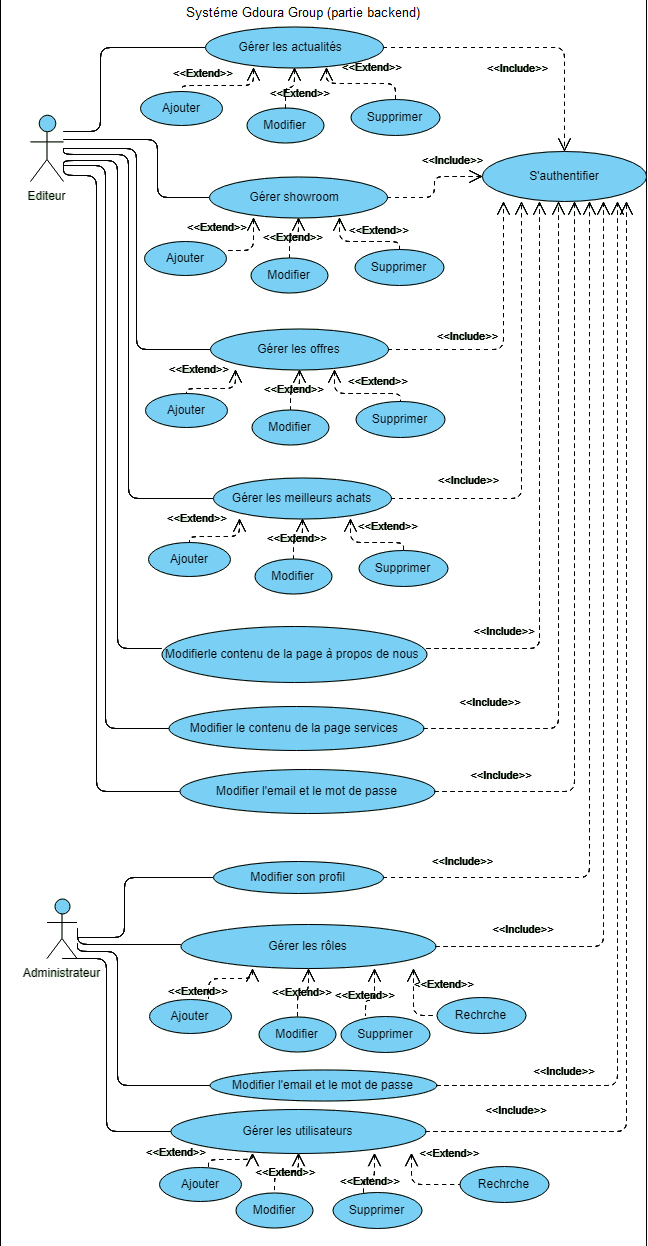 Systéme Gdoura Group (partie backend)
Gérer les actualités
<<Extend>>
<<Extend>>
<<Include>>
<<Extend>>
Ajouter
Modifier
Supprimer
Editeur
<<Include>>
S'authentifier
Gérer showroom
<<Extend>>
<<Extend>>
<<Extend>>
Ajouter
Modifier
Supprimer
<<Include>>
Gérer les offres
<<Extend>>
<<Extend>>
<<Extend>>
Ajouter
Modifier
Supprimer
<<Include>>
Gérer les meilleurs achats
<<Extend>>
<<Extend>>
<<Extend>>
Ajouter
Modifier
Supprimer
<<Include>>
Modifierle contenu de la page à propos de nous
<<Include>>
Modifier le contenu de la page services
<<Include>>
Modifier l'email et le mot de passe
<<Include>>
Modifier son profil
Administrateur
<<Include>>
Gérer les rôles
<<Extend>>
<<Extend>>
<<Extend>>
<<Extend>>
Ajouter
Modifier
Supprimer
Rechrche
<<Include>>
Modifier l'email et le mot de passe
<<Include>>
Gérer les utilisateurs
<<Extend>>
<<Extend>>
<<Extend>>
<<Extend>>
Ajouter
Modifier
Supprimer
Rechrche